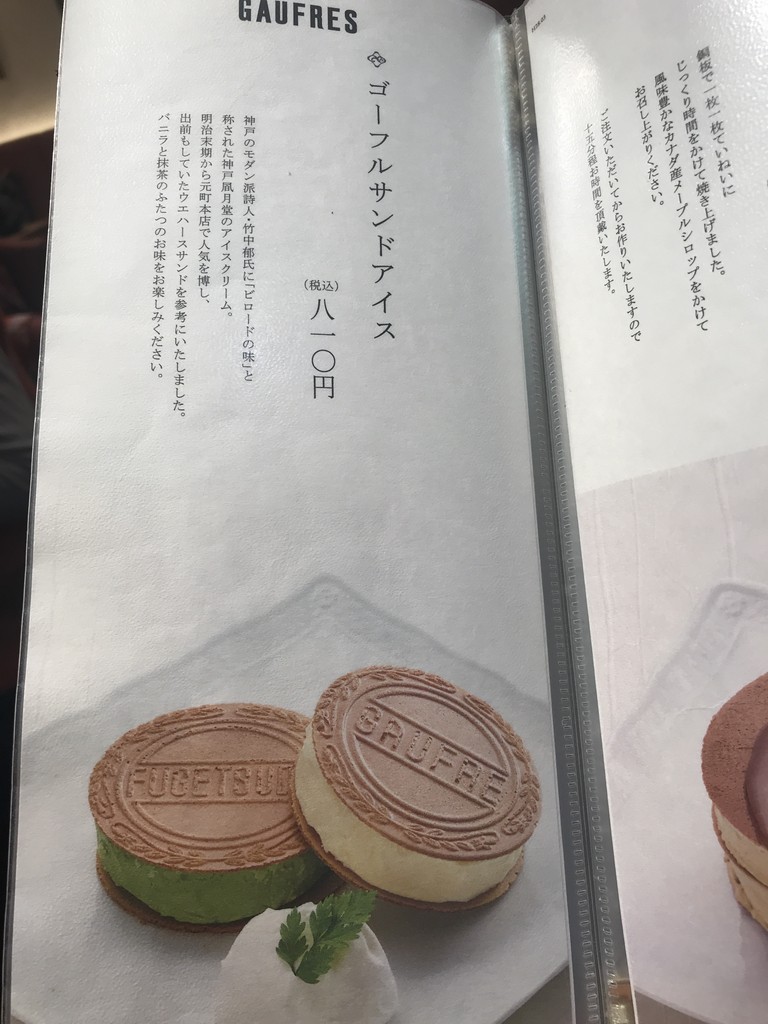 GAUFRES
ゴーフルサンドアイス
(税込)
八一〇円
神戸のモダン派詩人・竹中郁氏に「ビロードの味」と
称された神戸凮月堂のアイスクリーム。
明治末期から元町本店で人気を博し、
出前もしていたウエハースサンドを参考にいたしました。
バニラと抹茶のふたつのお味をお楽しみください。
FUGETSUD
GAUFRE
銅板で一枚一枚ていねいに
じっくり時間をかけて焼き上げました。
風味豊かなカナダ産メープルシロップをかけて
お召し上がりください。
ご注文いただいてからお作りいたしますので
十五分程お時間を頂戴いたします。